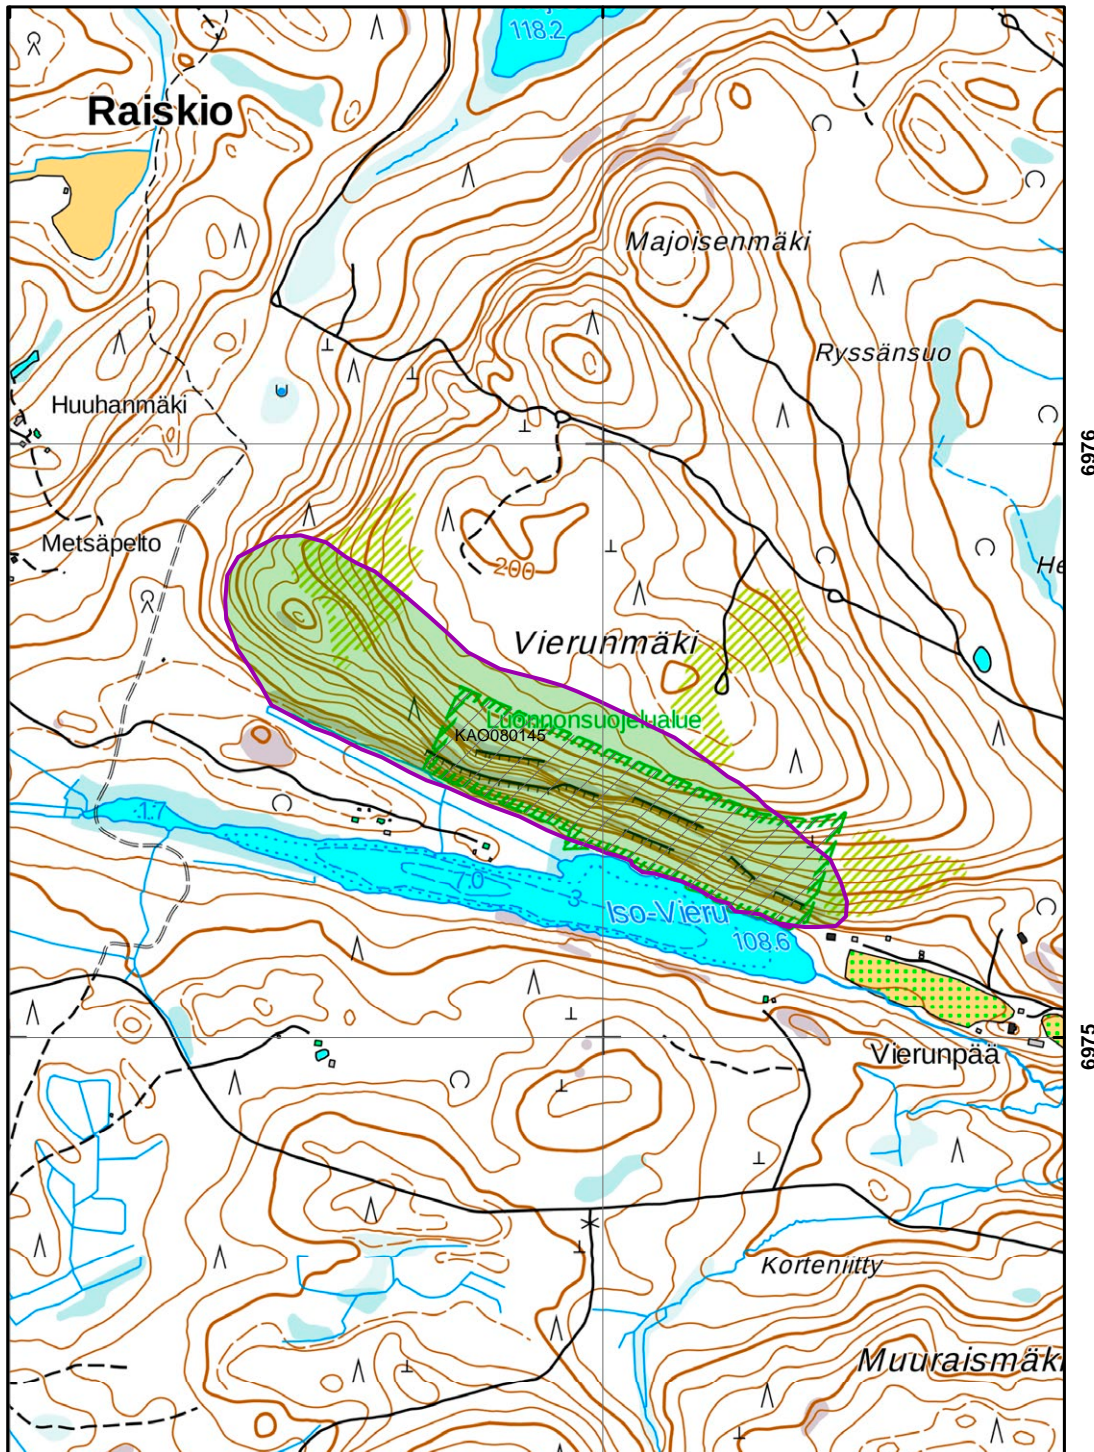 118.2
Raiskio
Majoisenmäki
Ryssänsuo
Huuhanmäki
6976
Metsäpelto
200
He
Vierunmäki
Luonnonsuojelualue
KAO080145
1.7
7.0
3
Iso-Vieru
108.6
6975
Vierunpää
Korteniitty
Muuraismäki